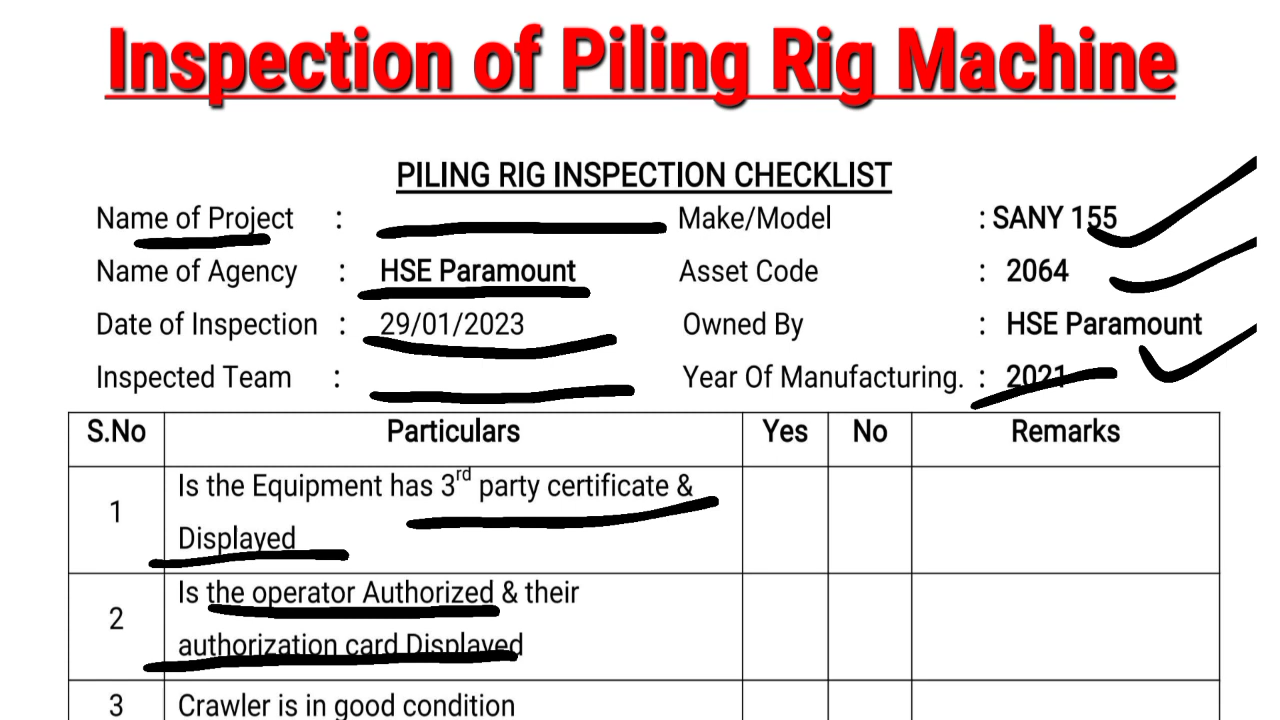 Inspection of Piling Rig Machine
PILING RIG INSPECTION CHECKLIST
Name of Project : Make/Model : SANY 155
Name of Agency : HSE Paramount Asset Code : 2064
Date of Inspection : 29/01/2023 Owned By : HSE Paramount
Inspected Team : Year Of Manufacturing. : 2021
S.No Particulars Yes No Remarks
1 Is the Equipment has 3rd party certificate &
Displayed
2 Is the operator Authorized & their
authorization card Displayed
3 Crawler is in good condition